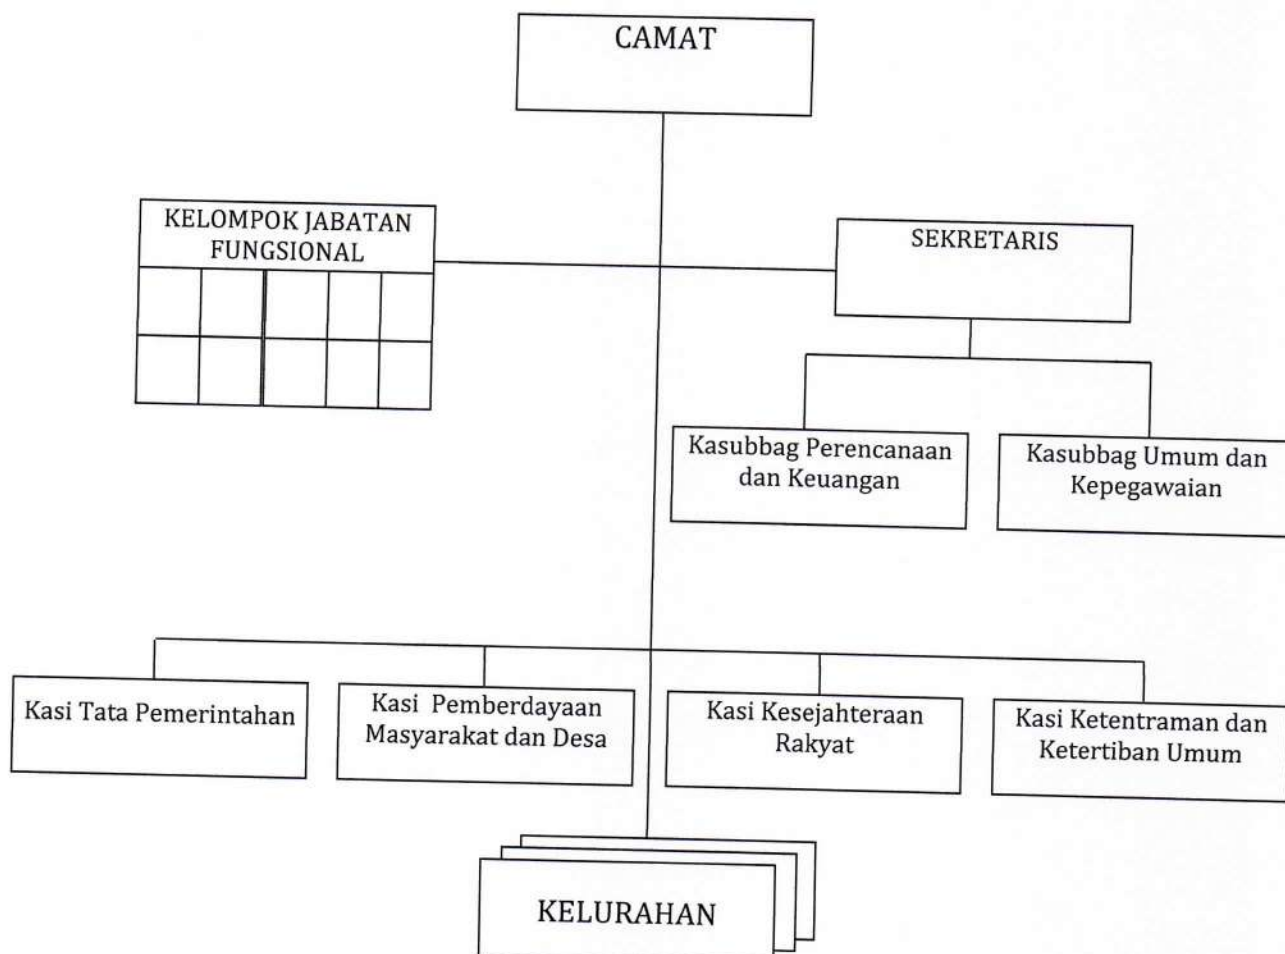 CAMAT
KELOMPOK JABATAN
FUNGSIONAL
SEKRETARIS
Kasubbag Perencanaan
dan Keuangan
Kasubbag Umum dan
Kepegawaian
Kasi Tata Pemerintahan
Kasi Pemberdayaan
Masyarakat dan Desa
Kasi Kesejahteraan
Rakyat
Kasi Ketentraman dan
Ketertiban Umum
KELURAHAN